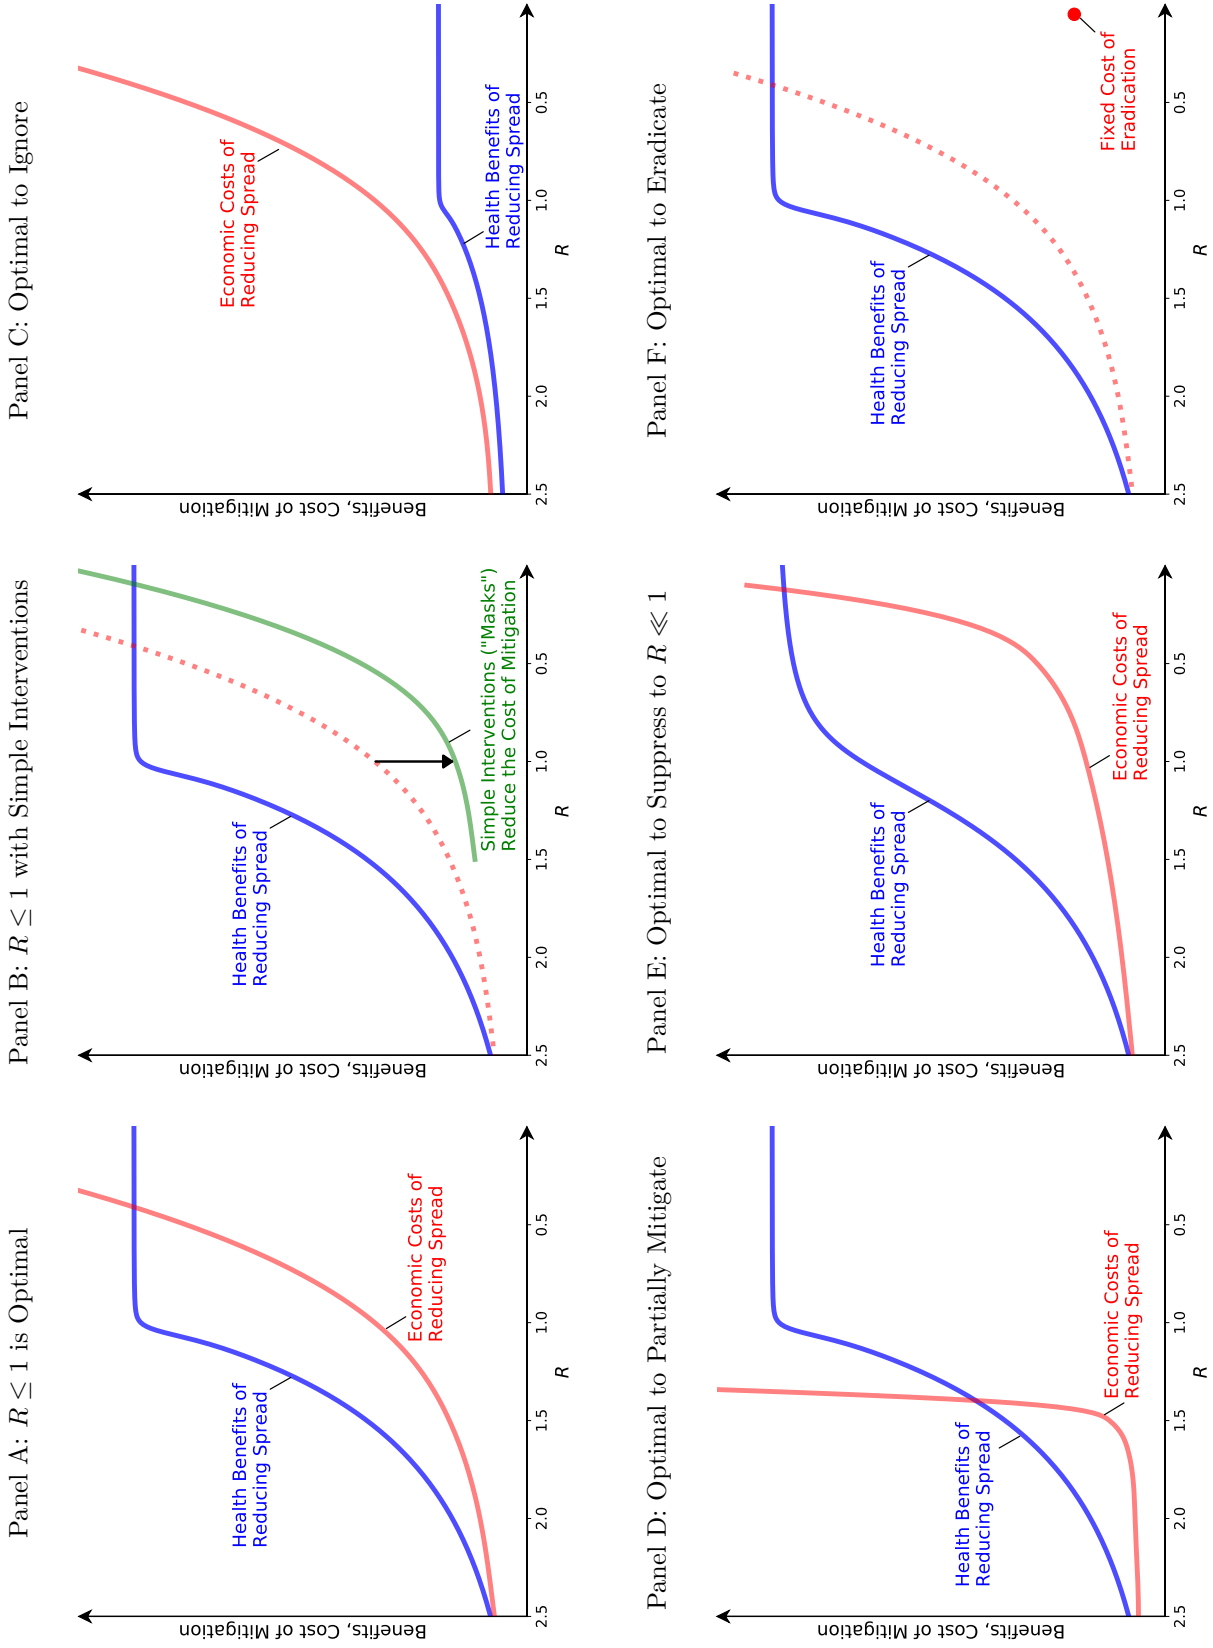 Panel A: R ≤ 1 is Optimal
Benefits, Cost of Mitigation
Health Benefits of
Reducing Spread
Economic Costs of
Reducing Spread
2.5
2.0
1.5
1.0
0.5
R
Panel B: R ≤ 1 with Simple Interventions
Benefits, Cost of Mitigation
Health Benefits of
Reducing Spread
Simple Interventions ("Masks")
Reduce the Cost of Mitigation
2.5
2.0
1.5
1.0
0.5
R
Panel C: Optimal to Ignore
Benefits, Cost of Mitigation
Economic Costs of
Reducing Spread
Health Benefits of
Reducing Spread
2.5
2.0
1.5
1.0
0.5
R
Panel D: Optimal to Partially Mitigate
Benefits, Cost of Mitigation
Health Benefits of
Reducing Spread
Economic Costs of
Reducing Spread
2.5
2.0
1.5
1.0
0.5
R
Panel E: Optimal to Suppress to R ≪ 1
Benefits, Cost of Mitigation
Health Benefits of
Reducing Spread
Economic Costs of
Reducing Spread
2.5
2.0
1.5
1.0
0.5
R
Panel F: Optimal to Eradicate
Benefits, Cost of Mitigation
Health Benefits of
Reducing Spread
Fixed Cost of
Eradication
2.5
2.0
1.5
1.0
0.5
R